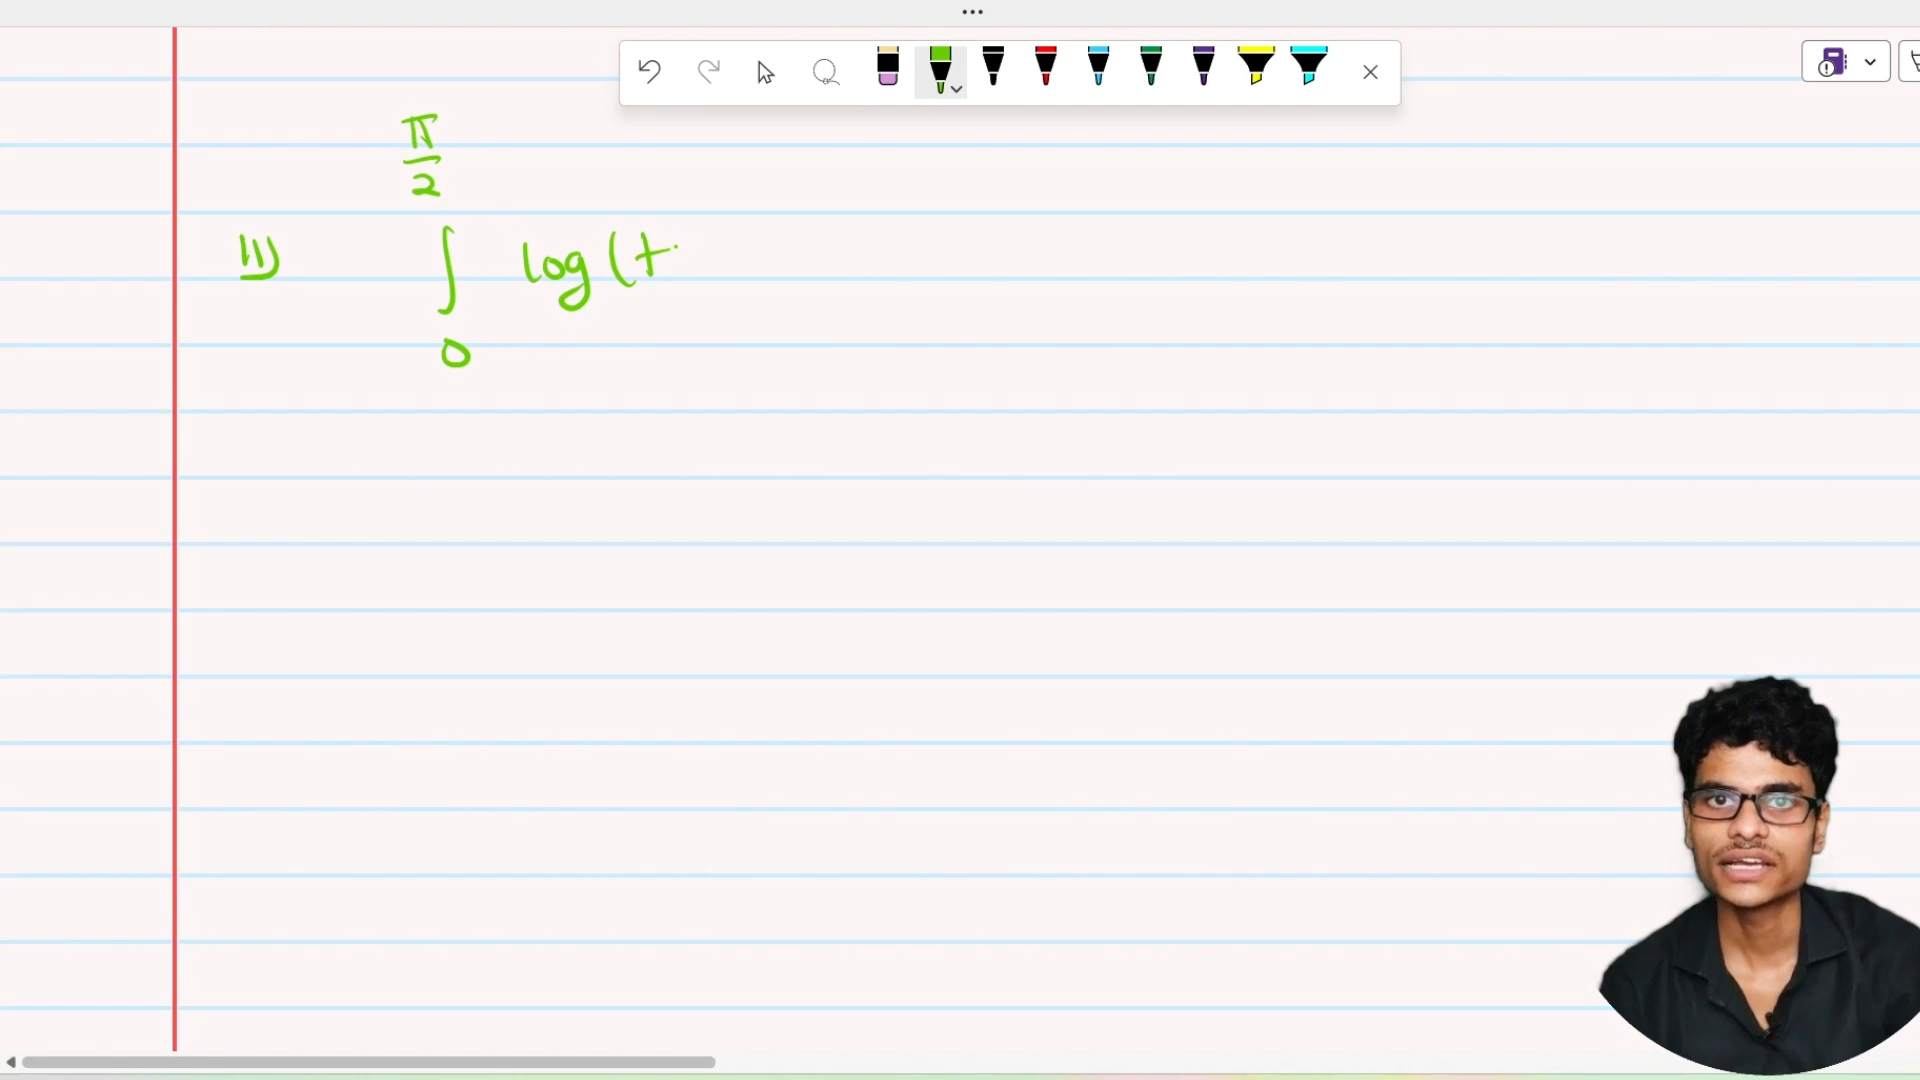 π/2
iii) ∫ log (t
0